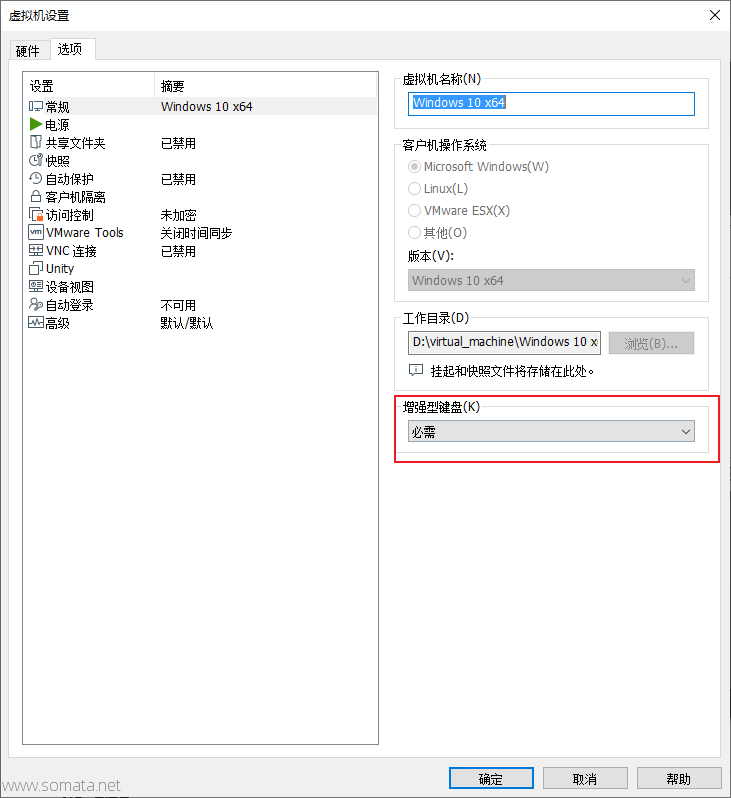 虚拟机设置
硬件 选项
设置 摘要
常规 Windows 10 x64
电源
共享文件夹 已禁用
快照
自动保护 已禁用
客户机隔离
访问控制 未加密
VMware Tools 关闭时间同步
VNC 连接 已禁用
Unity
设备视图
自动登录 不可用
高级 默认/默认
虚拟机名称(N)
Windows 10 x64
客户机操作系统
Microsoft Windows(W)
Linux(L)
VMware ESX(X)
其他(O)
版本(V):
Windows 10 x64
工作目录(D)
D:\virtual_machine\Windows 10 x 浏览(B)...
挂起和快照文件将存储在此处。
增强型键盘(K)
必需
确定 取消 帮助
www.somata.net